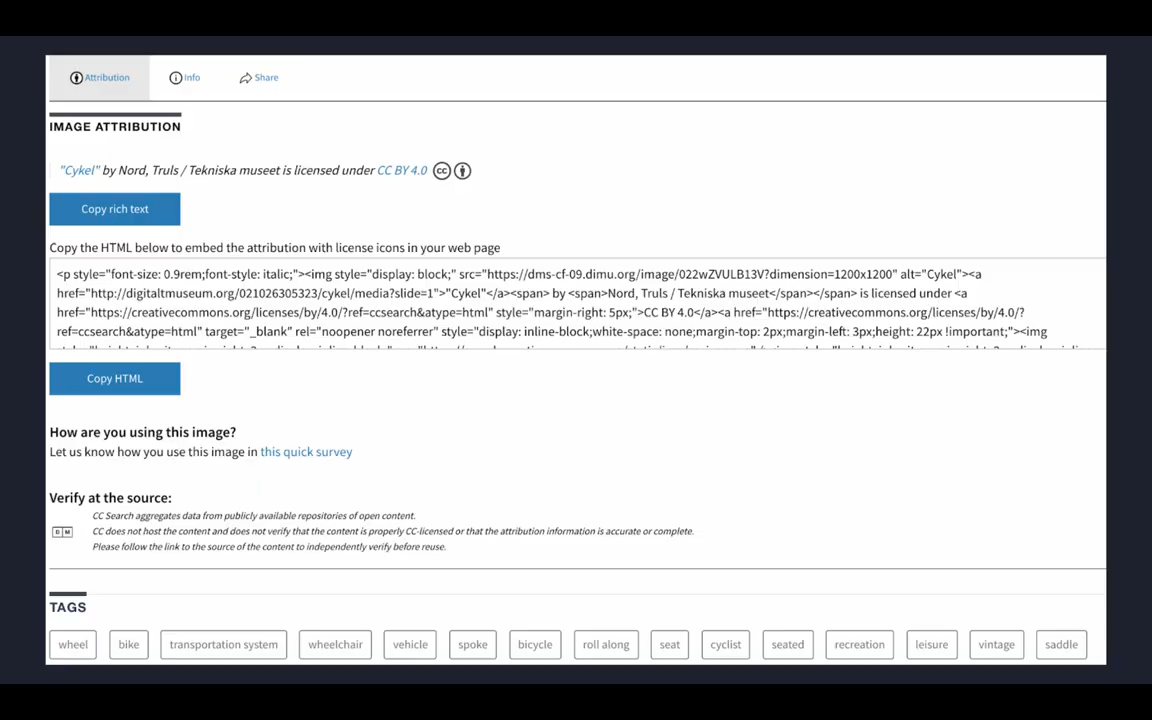 Attribution Info Share
IMAGE ATTRIBUTION
"Cykel" by Nord, Truls / Tekniska museet is licensed under CC BY 4.0
Copy rich text
Copy the HTML below to embed the attribution with license icons in your web page
<p style="font-size: 0.9rem;font-style: italic;"><img style="display: block;" src="https://dms-cf-09.dimu.org/image/022wZVULB13V?dimension=1200x1200" alt="Cykel"><a
href="http://digitaltmuseum.org/021026305323/cykel/media?slide=1">"Cykel"</a><span> by <span>Nord, Truls / Tekniska museet</span></span> is licensed under <a
href="https://creativecommons.org/licenses/by/4.0/?ref=ccsearch&atype=html" style="margin-right: 5px;">CC BY 4.0</a><a href="https://creativecommons.org/licenses/by/4.0/?
ref=ccsearch&atype=html" target="_blank" rel="noopener noreferrer" style="display: inline-block;white-space: none;margin-top: 2px;margin-left: 3px;height: 22px !important;"><img
Copy HTML
How are you using this image?
Let us know how you use this image in this quick survey
Verify at the source:
CC Search aggregates data from publicly available repositories of open content.
D M CC does not host the content and does not verify that the content is properly CC-licensed or that the attribution information is accurate or complete.
Please follow the link to the source of the content to independently verify before reuse.
TAGS
wheel bike transportation system wheelchair vehicle spoke bicycle roll along seat cyclist seated recreation leisure vintage saddle